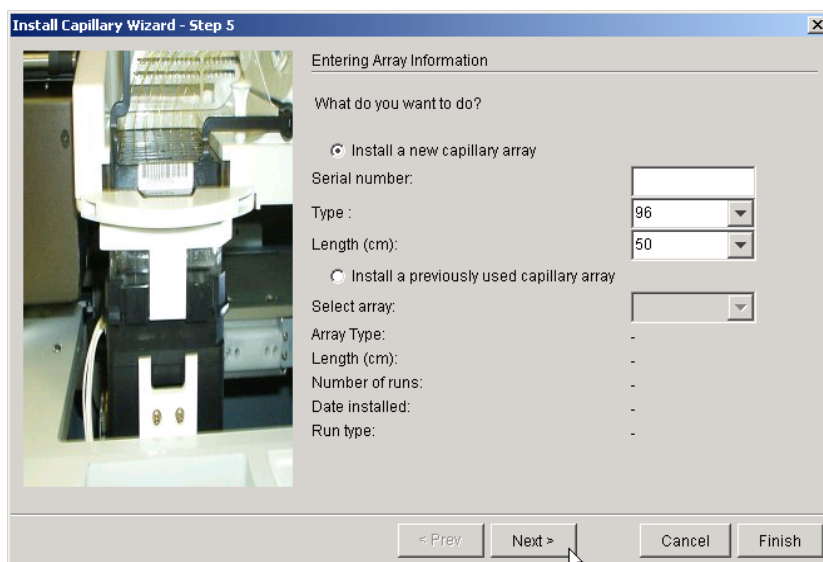 Install Capillary Wizard - Step 5
Entering Array Information
What do you want to do?
Install a new capillary array
Serial number:
Type : 96
Length (cm): 50
Install a previously used capillary array
Select array:
Array Type: -
Length (cm): -
Number of runs: -
Date installed: -
Run type: -
< Prev Next > Cancel Finish